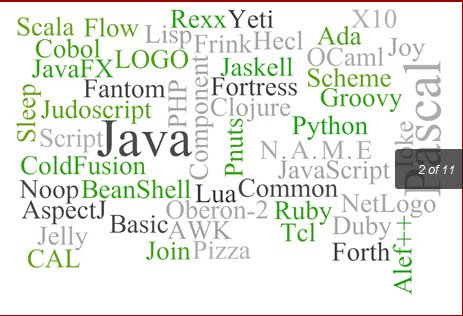 Scala Flow
Rexx Yeti
X10
Lisp
Frink Hecl
Ada
Cobol
LOGO
OCaml
Joy
JavaFX
Jaskell
Scheme
Fantom
Fortress
Groovy
Pascal
Sleep
Judoscript
PHP
Component
Clojure
Script
Java
Pnuts
Python
N.A.M.E
ColdFusion
JavaScript
2 of 11
Noop
BeanShell
Lua
Common
NetLogo
AspectJ
Basic
Oberon-2
Ruby
Duby
Jelly
AWK
Tcl
CAL
Join
Pizza
Forth
Alef++